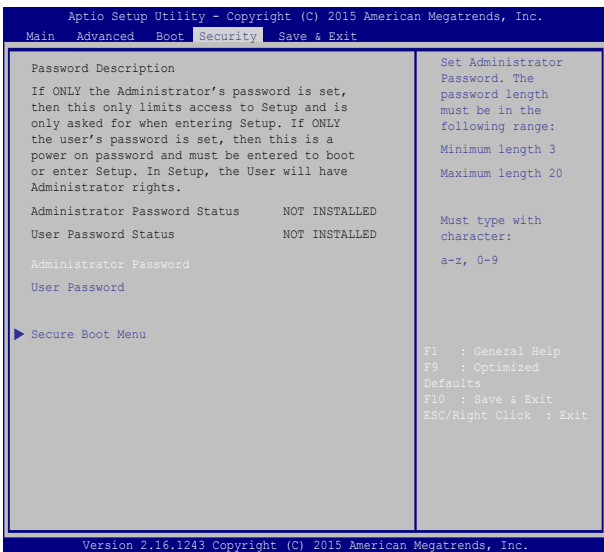 Aptio Setup Utility - Copyright (C) 2015 American Megatrends, Inc.
Main Advanced Boot Security Save & Exit
Password Description
If ONLY the Administrator's password is set,
then this only limits access to Setup and is
only asked for when entering Setup. If ONLY
the user's password is set, then this is a
power on password and must be entered to boot
or enter Setup. In Setup, the User will have
Administrator rights.
Administrator Password Status NOT INSTALLED
User Password Status NOT INSTALLED
Administrator Password
User Password
Secure Boot Menu
Set Administrator
Password. The
password length
must be in the
following range:
Minimum length 3
Maximum length 20
Must type with
character:
a-z, 0-9
F1 : General Help
F9 : Optimized
Defaults
F10 : Save & Exit
ESC/Right Click : Exit
Version 2.16.1243 Copyright (C) 2015 American Megatrends, Inc.